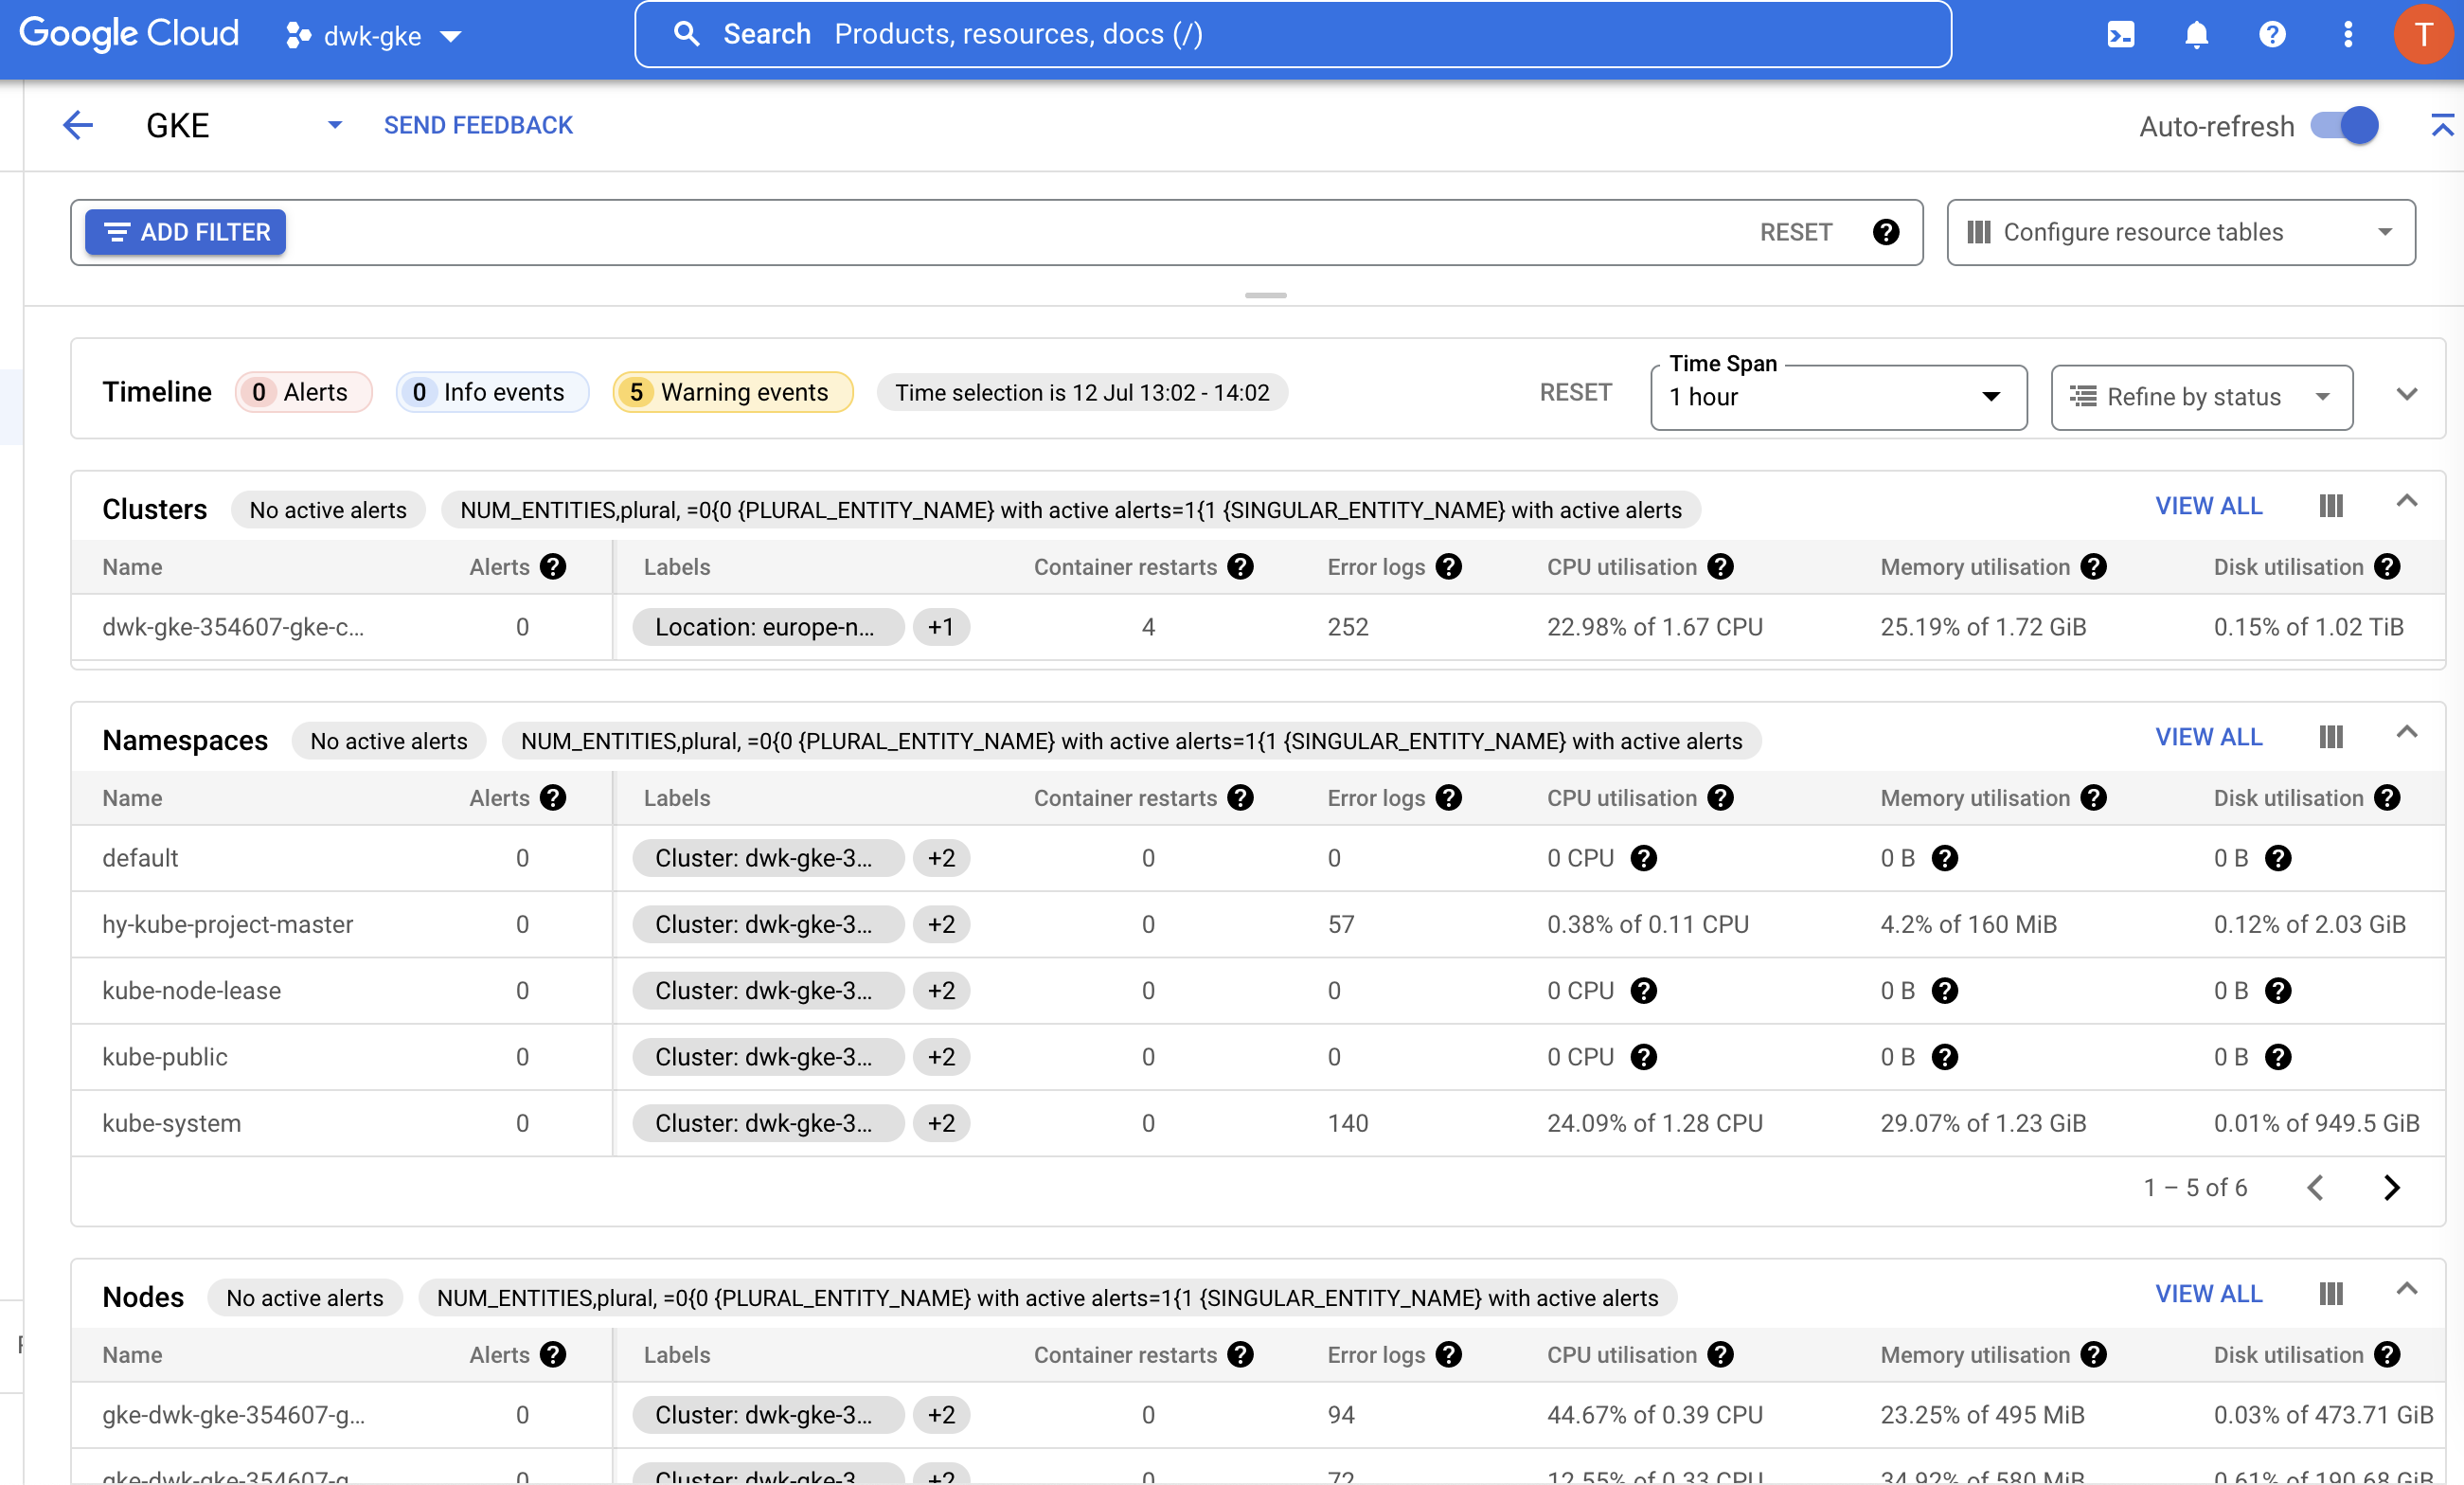 Google Cloud dwk-gke Search Products, resources, docs (/) T
GKE SEND FEEDBACK Auto-refresh
ADD FILTER RESET Configure resource tables
Time Span
Timeline 0 Alerts 0 Info events 5 Warning events Time selection is 12 Jul 13:02 - 14:02 RESET 1 hour Refine by status
Clusters No active alerts NUM_ENTITIES,plural, =0{0 {PLURAL_ENTITY_NAME} with active alerts=1{1 {SINGULAR_ENTITY_NAME} with active alerts VIEW ALL
Name Alerts Labels Container restarts Error logs CPU utilisation Memory utilisation Disk utilisation
dwk-gke-354607-gke-c... 0 Location: europe-n... +1 4 252 22.98% of 1.67 CPU 25.19% of 1.72 GiB 0.15% of 1.02 TiB
Namespaces No active alerts NUM_ENTITIES,plural, =0{0 {PLURAL_ENTITY_NAME} with active alerts=1{1 {SINGULAR_ENTITY_NAME} with active alerts VIEW ALL
Name Alerts Labels Container restarts Error logs CPU utilisation Memory utilisation Disk utilisation
default 0 Cluster: dwk-gke-3... +2 0 0 0 CPU 0 B 0 B
hy-kube-project-master 0 Cluster: dwk-gke-3... +2 0 57 0.38% of 0.11 CPU 4.2% of 160 MiB 0.12% of 2.03 GiB
kube-node-lease 0 Cluster: dwk-gke-3... +2 0 0 0 CPU 0 B 0 B
kube-public 0 Cluster: dwk-gke-3... +2 0 0 0 CPU 0 B 0 B
kube-system 0 Cluster: dwk-gke-3... +2 0 140 24.09% of 1.28 CPU 29.07% of 1.23 GiB 0.01% of 949.5 GiB
1 – 5 of 6
Nodes No active alerts NUM_ENTITIES,plural, =0{0 {PLURAL_ENTITY_NAME} with active alerts=1{1 {SINGULAR_ENTITY_NAME} with active alerts VIEW ALL
Name Alerts Labels Container restarts Error logs CPU utilisation Memory utilisation Disk utilisation
gke-dwk-gke-354607-g... 0 Cluster: dwk-gke-3... +2 0 94 44.67% of 0.39 CPU 23.25% of 495 MiB 0.03% of 473.71 GiB
gke-dwk-gke-354607-g... 0 Cluster: dwk-gke-3... +2 0 72 12.55% of 0.33 CPU 34.92% of 580 MiB 0.61% of 190.68 GiB